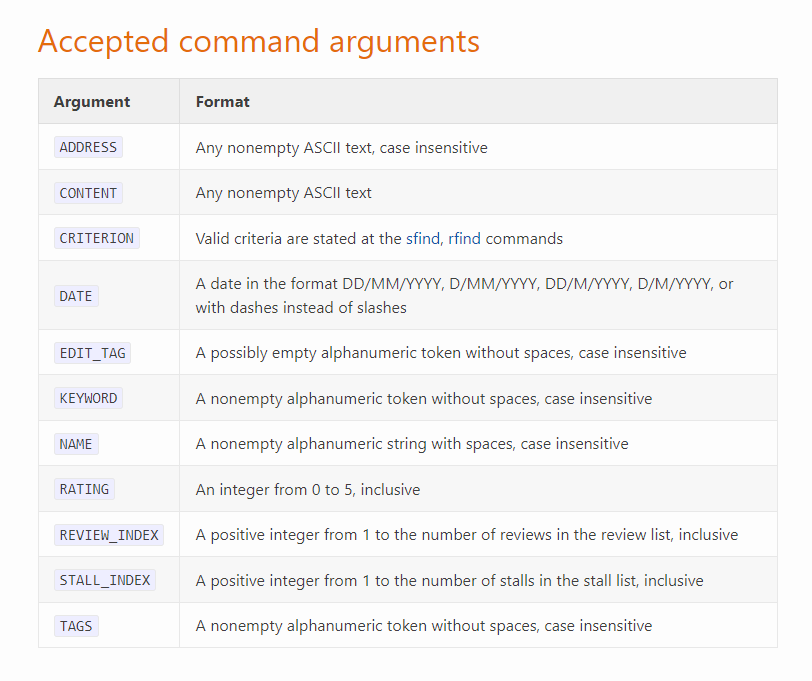 Accepted command arguments
Argument Format
ADDRESS Any nonempty ASCII text, case insensitive
CONTENT Any nonempty ASCII text
CRITERION Valid criteria are stated at the sfind, rfind commands
DATE A date in the format DD/MM/YYYY, D/MM/YYYY, DD/M/YYYY, D/M/YYYY, or
with dashes instead of slashes
EDIT_TAG A possibly empty alphanumeric token without spaces, case insensitive
KEYWORD A nonempty alphanumeric token without spaces, case insensitive
NAME A nonempty alphanumeric string with spaces, case insensitive
RATING An integer from 0 to 5, inclusive
REVIEW_INDEX A positive integer from 1 to the number of reviews in the review list, inclusive
STALL_INDEX A positive integer from 1 to the number of stalls in the stall list, inclusive
TAGS A nonempty alphanumeric token without spaces, case insensitive